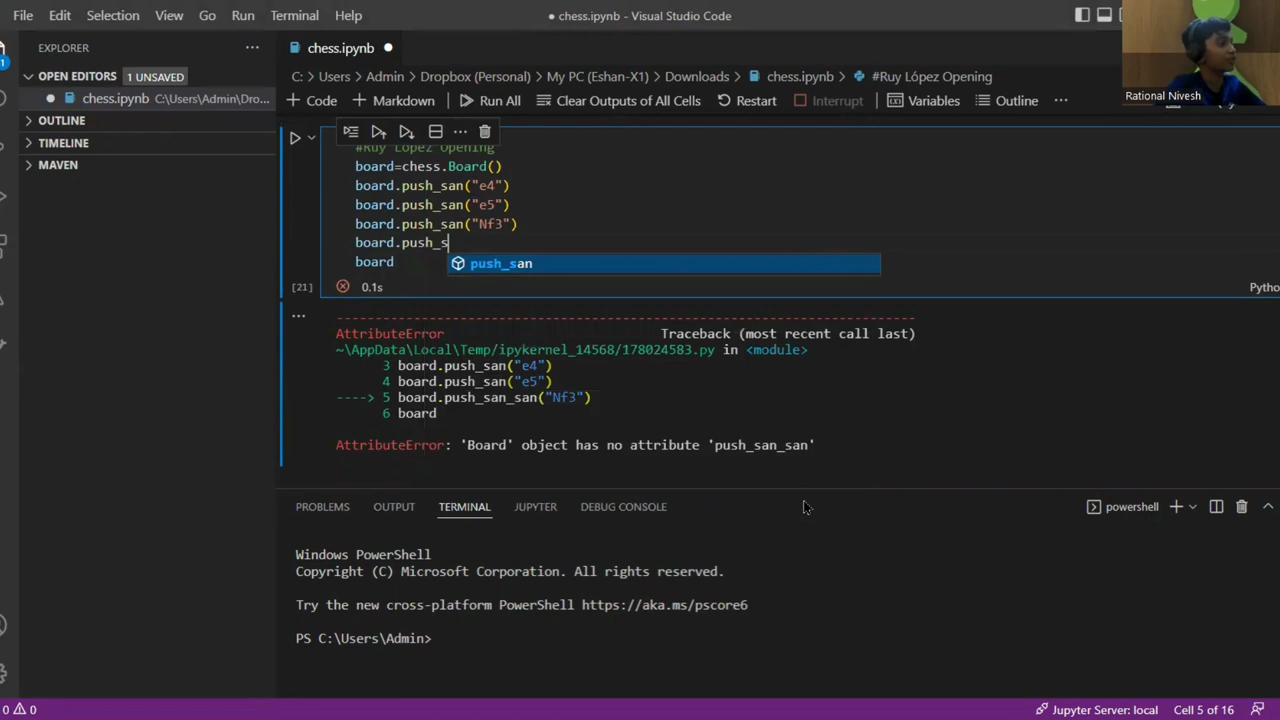 File Edit Selection View Go Run Terminal Help
● chess.ipynb - Visual Studio Code
EXPLORER
OPEN EDITORS 1 UNSAVED
● chess.ipynb C:\Users\Admin\Dro...
OUTLINE
TIMELINE
MAVEN
1
chess.ipynb
C: > Users > Admin > Dropbox (Personal) > My PC (Eshan-X1) > Downloads > chess.ipynb > #Ruy López Opening
+ Code + Markdown Run All Clear Outputs of All Cells Restart Interrupt Variables Outline ...
Rational Nivesh
#Ruy López Opening
board=chess.Board()
board.push_san("e4")
board.push_san("e5")
board.push_san("Nf3")
board.push_s
board
push_san
[21] 0.1s
Pytho
---------------------------------------------------------------------------
AttributeError Traceback (most recent call last)
~\AppData\Local\Temp/ipykernel_14568/178024583.py in <module>
3 board.push_san("e4")
4 board.push_san("e5")
----> 5 board.push_san_san("Nf3")
6 board
AttributeError: 'Board' object has no attribute 'push_san_san'
PROBLEMS OUTPUT TERMINAL JUPYTER DEBUG CONSOLE
powershell
Windows PowerShell
Copyright (C) Microsoft Corporation. All rights reserved.
Try the new cross-platform PowerShell https://aka.ms/pscore6
PS C:\Users\Admin>
0 0
Jupyter Server: local Cell 5 of 16